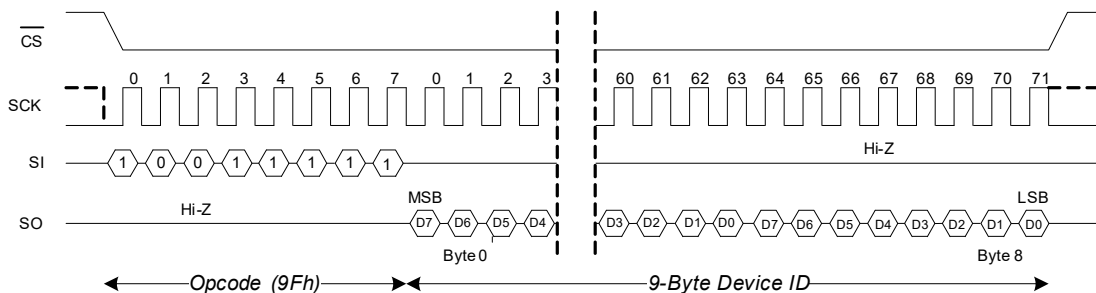 CS
0 1 2 3 4 5 6 7 0 1 2 3 60 61 62 63 64 65 66 67 68 69 70 71
SCK
Hi-Z
SI 1 0 0 1 1 1 1 1
MSB LSB
Hi-Z
SO D7 D6 D5 D4 D3 D2 D1 D0 D7 D6 D5 D4 D3 D2 D1 D0
Byte 0 Byte 8
Opcode (9Fh) 9-Byte Device ID